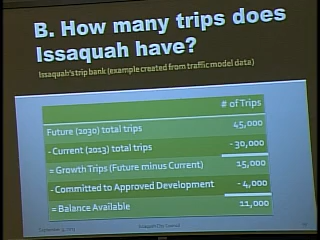 B. How many trips does
Issaquah have?
Issaquah's trip bank (example created from traffic model data)
# of Trips
Future (2030) total trips 45,000
- Current (2013) total trips - 30,000
= Growth Trips (Future minus Current) 15,000
- Committed to Approved Development - 4,000
= Balance Available 11,000
Issaquah City Council